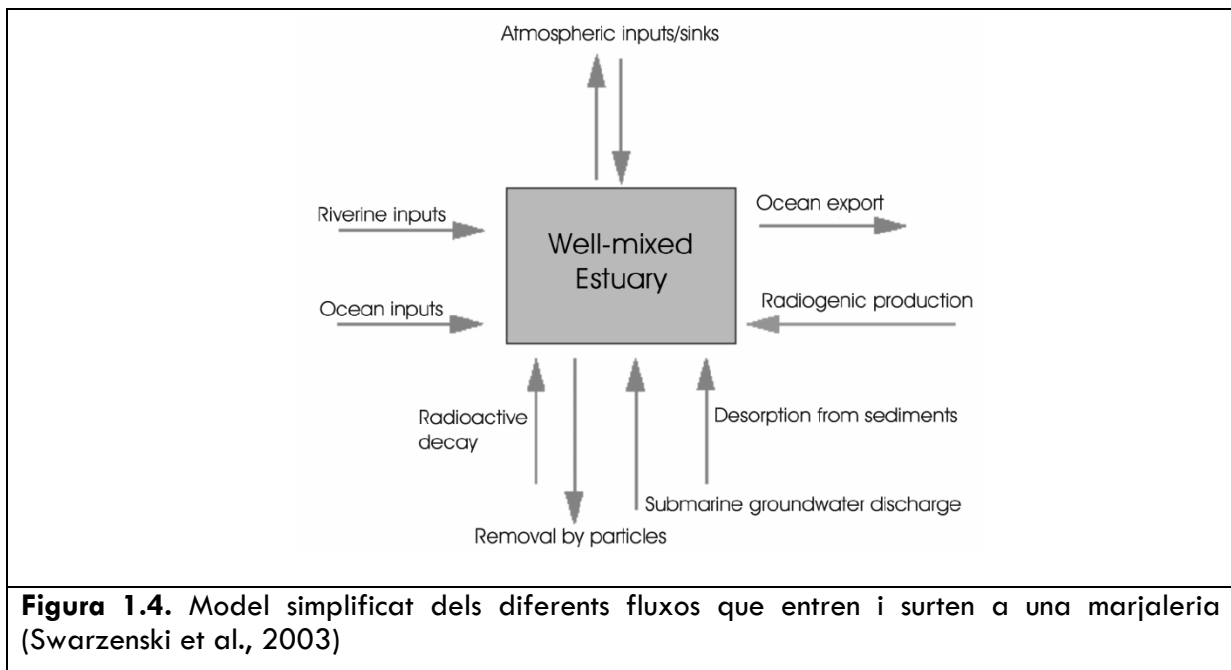 Atmospheric inputs/sinks
Riverine inputs
Ocean export
Well-mixed
Estuary
Radiogenic production
Ocean inputs
Radioactive
decay
Desorption from sediments
Submarine groundwater discharge
Removal by particles
Figura 1.4. Model simplificat dels diferents fluxos que entren i surten a una marjaleria
(Swarzenski et al., 2003)